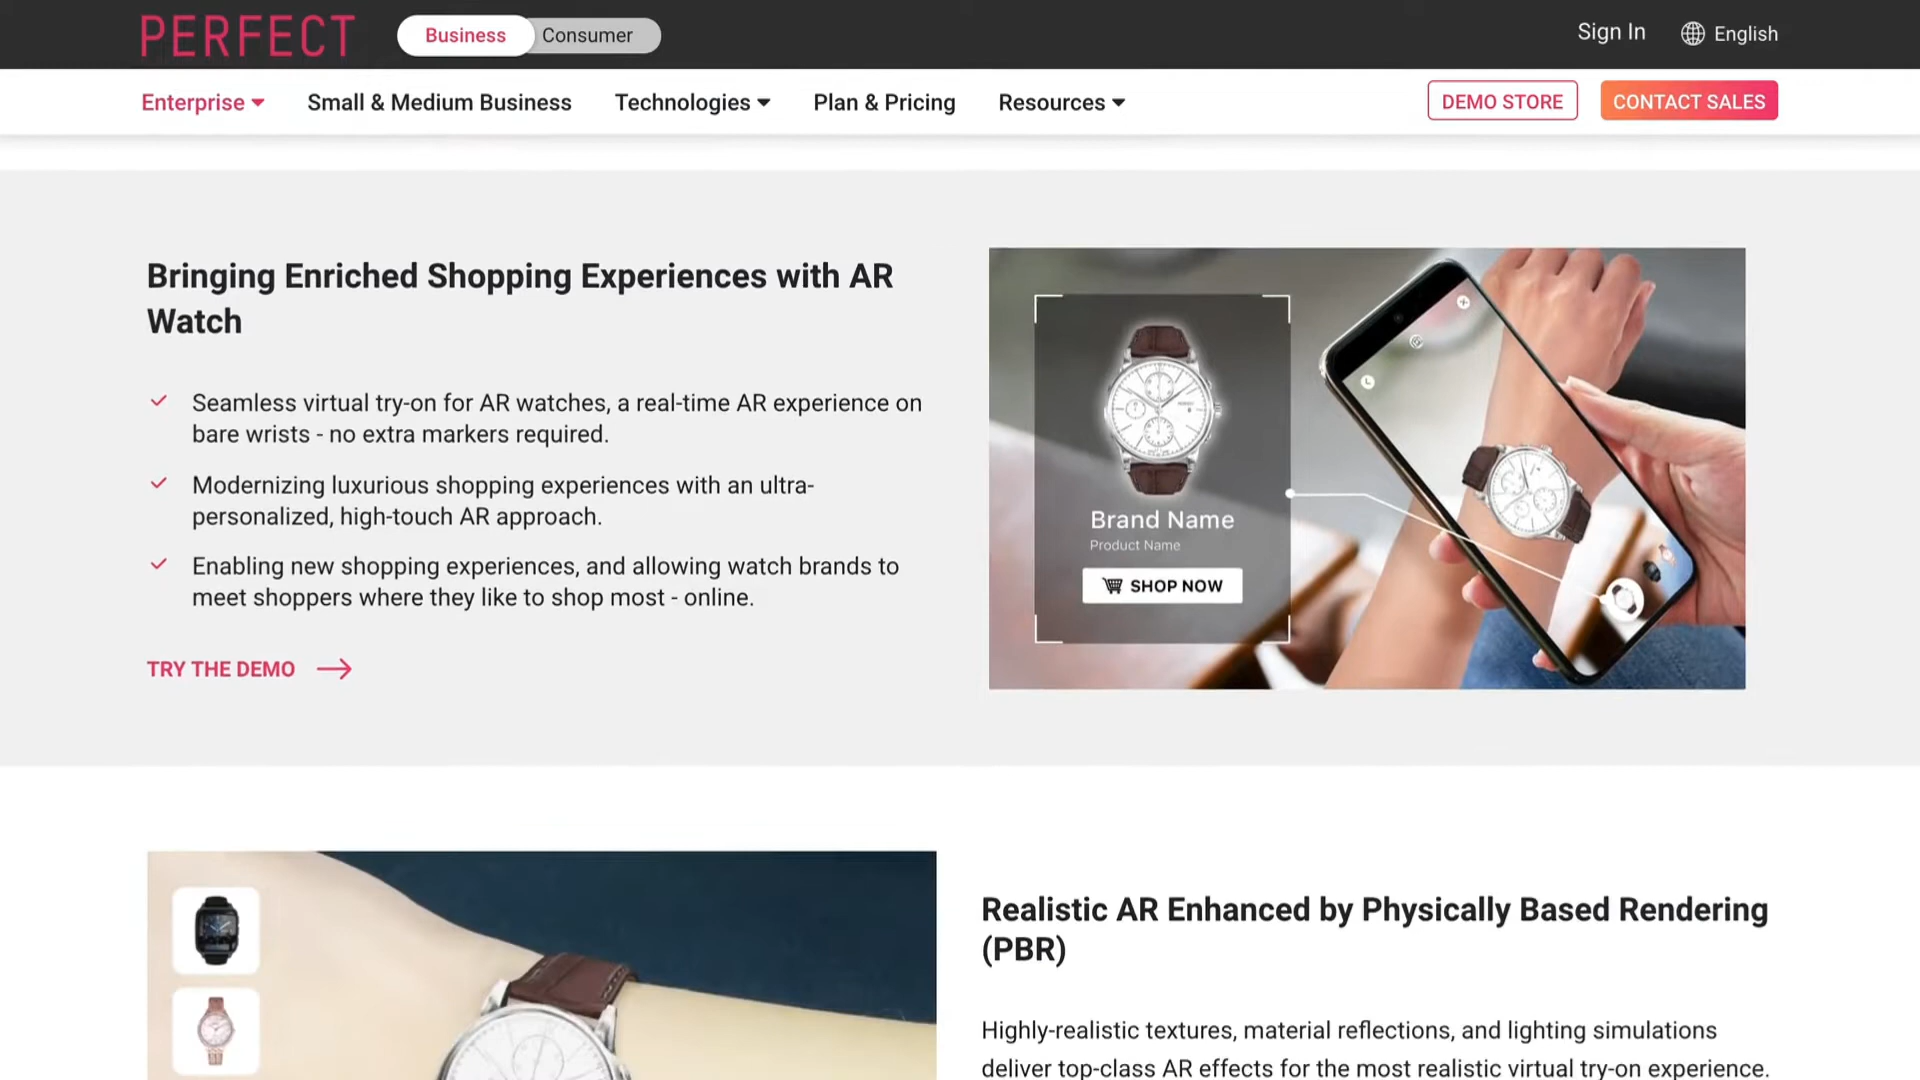 PERFECT
Business
Consumer
Sign In
English
Enterprise
Small & Medium Business
Technologies
Plan & Pricing
Resources
DEMO STORE
CONTACT SALES
Bringing Enriched Shopping Experiences with AR
Watch
Seamless virtual try-on for AR watches, a real-time AR experience on
bare wrists - no extra markers required.
Modernizing luxurious shopping experiences with an ultra-
personalized, high-touch AR approach.
Enabling new shopping experiences, and allowing watch brands to
meet shoppers where they like to shop most - online.
TRY THE DEMO
Brand Name
Product Name
SHOP NOW
Realistic AR Enhanced by Physically Based Rendering
(PBR)
Highly-realistic textures, material reflections, and lighting simulations
deliver top-class AR effects for the most realistic virtual try-on experience.